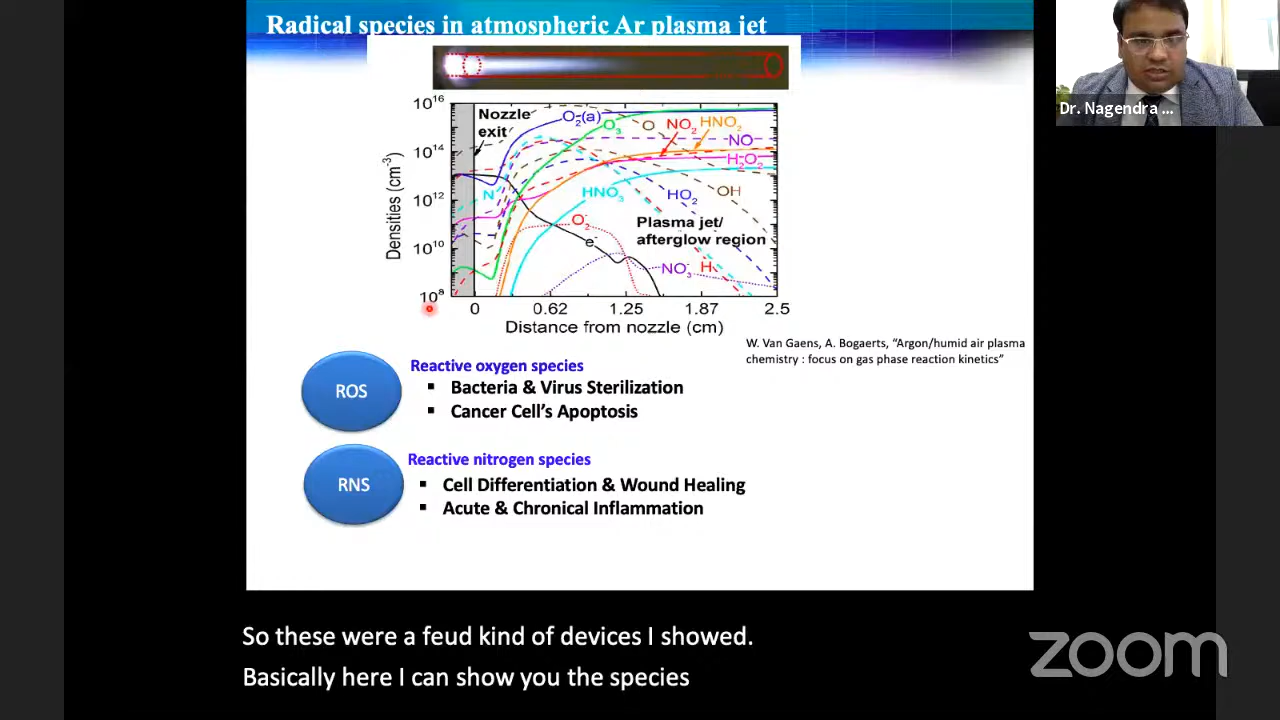 Radical species in atmospheric Ar plasma jet
Dr. Nagendra ...
10¹⁶
10¹⁴
10¹²
10¹⁰
10⁸
Densities (cm⁻³)
Nozzle
exit
O₂(a)
O₃
O
NO₂
HNO₂
NO
H₂O₂
N
HNO₃
HO₂
OH
O₂⁻
e⁻
Plasma jet/
afterglow region
NO₃⁻
H
0 0.62 1.25 1.87 2.5
Distance from nozzle (cm)
W. Van Gaens, A. Bogaerts, “Argon/humid air plasma
chemistry : focus on gas phase reaction kinetics”
ROS
Reactive oxygen species
▪ Bacteria & Virus Sterilization
▪ Cancer Cell’s Apoptosis
RNS
Reactive nitrogen species
▪ Cell Differentiation & Wound Healing
▪ Acute & Chronical Inflammation
So these were a feud kind of devices I showed.
Basically here I can show you the species
zoom